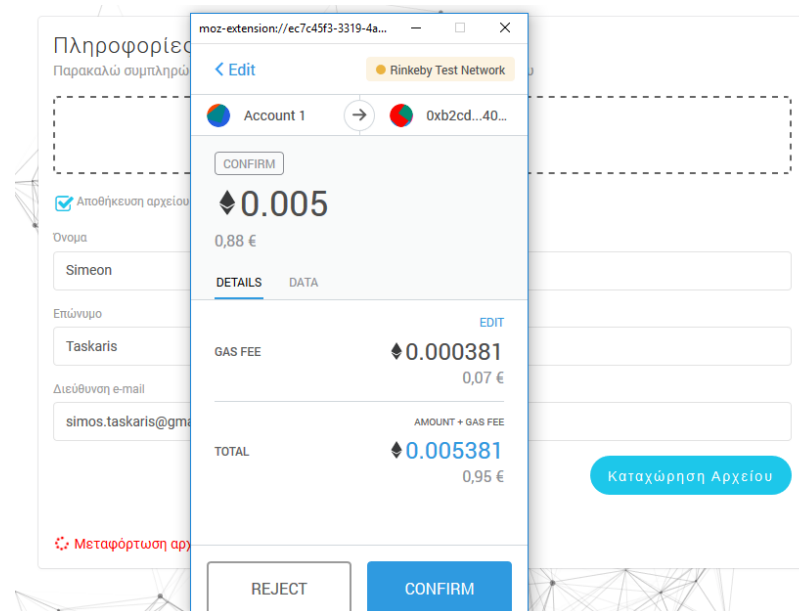 moz-extension://ec7c45f3-3319-4a...
Πληροφορίες
Παρακαλώ συμπληρώ
< Edit
Rinkeby Test Network
Account 1
0xb2cd...40...
CONFIRM
0.005
0,88 €
Αποθήκευση αρχείου
Όνομα
Simeon
DETAILS DATA
Επώνυμο
Taskaris
EDIT
GAS FEE
0.000381
0,07 €
Διεύθυνση e-mail
simos.taskaris@gma
AMOUNT + GAS FEE
TOTAL
0.005381
0,95 €
Καταχώρηση Αρχείου
Μεταφόρτωση αρχ
REJECT
CONFIRM